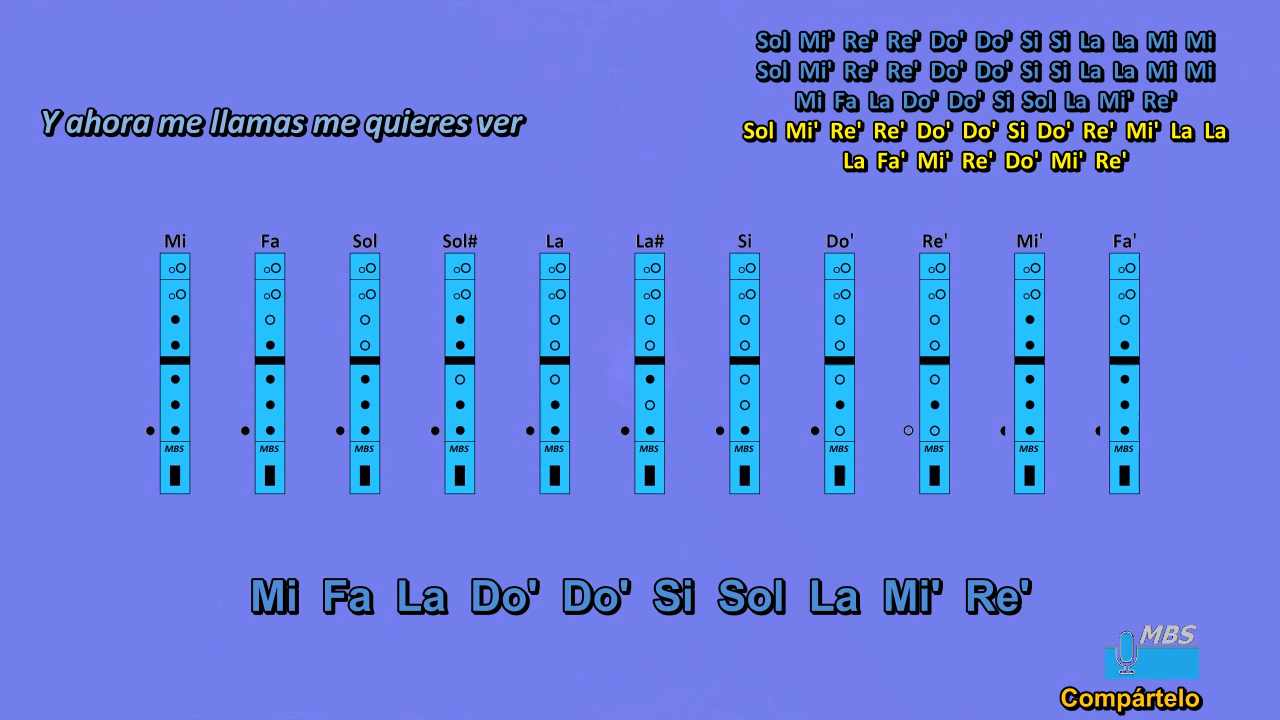 Sol Mi' Re' Re' Do' Do' Si Si La La Mi Mi
Sol Mi' Re' Re' Do' Do' Si Si La La Mi Mi
Mi Fa La Do' Do' Si Sol La Mi' Re'
Sol Mi' Re' Re' Do' Do' Si Do' Re' Mi' La La
La Fa' Mi' Re' Do' Mi' Re'
Y ahora me llamas me quieres ver
Mi Fa Sol Sol# La La# Si Do' Re' Mi' Fa'
MBS MBS MBS MBS MBS MBS MBS MBS MBS MBS MBS
Mi Fa La Do' Do' Si Sol La Mi' Re'
MBS
Compártelo